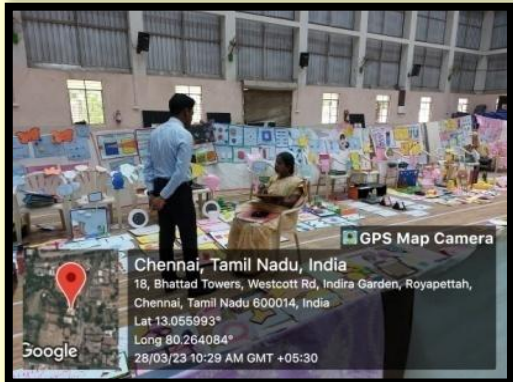 GPS Map Camera
Chennai, Tamil Nadu, India
18, Bhattad Towers, Westcott Rd, Indira Garden, Royapettah,
Chennai, Tamil Nadu 600014, India
Lat 13.055993°
Long 80.264084°
28/03/23 10:29 AM GMT +05:30
Google